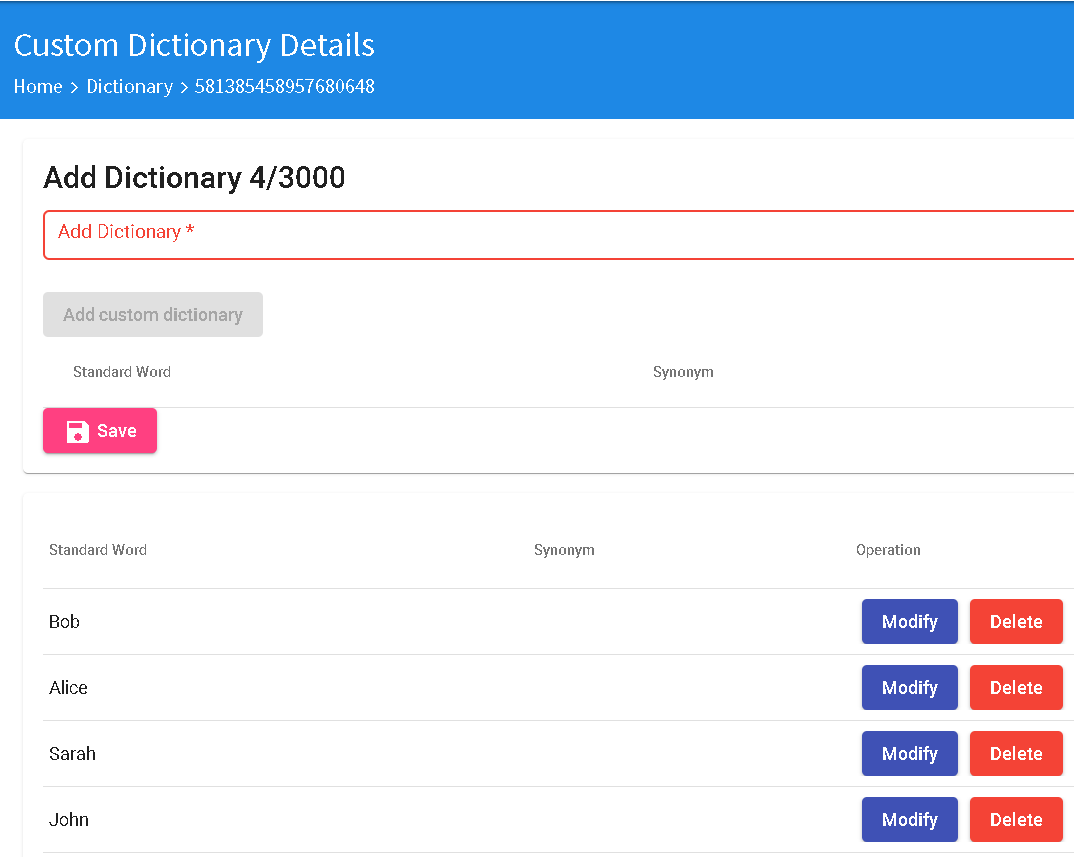 Custom Dictionary Details
Home > Dictionary > 581385458957680648
Add Dictionary 4/3000
Add Dictionary *
Add custom dictionary
Standard Word Synonym
Save
Standard Word Synonym Operation
Bob Modify Delete
Alice Modify Delete
Sarah Modify Delete
John Modify Delete